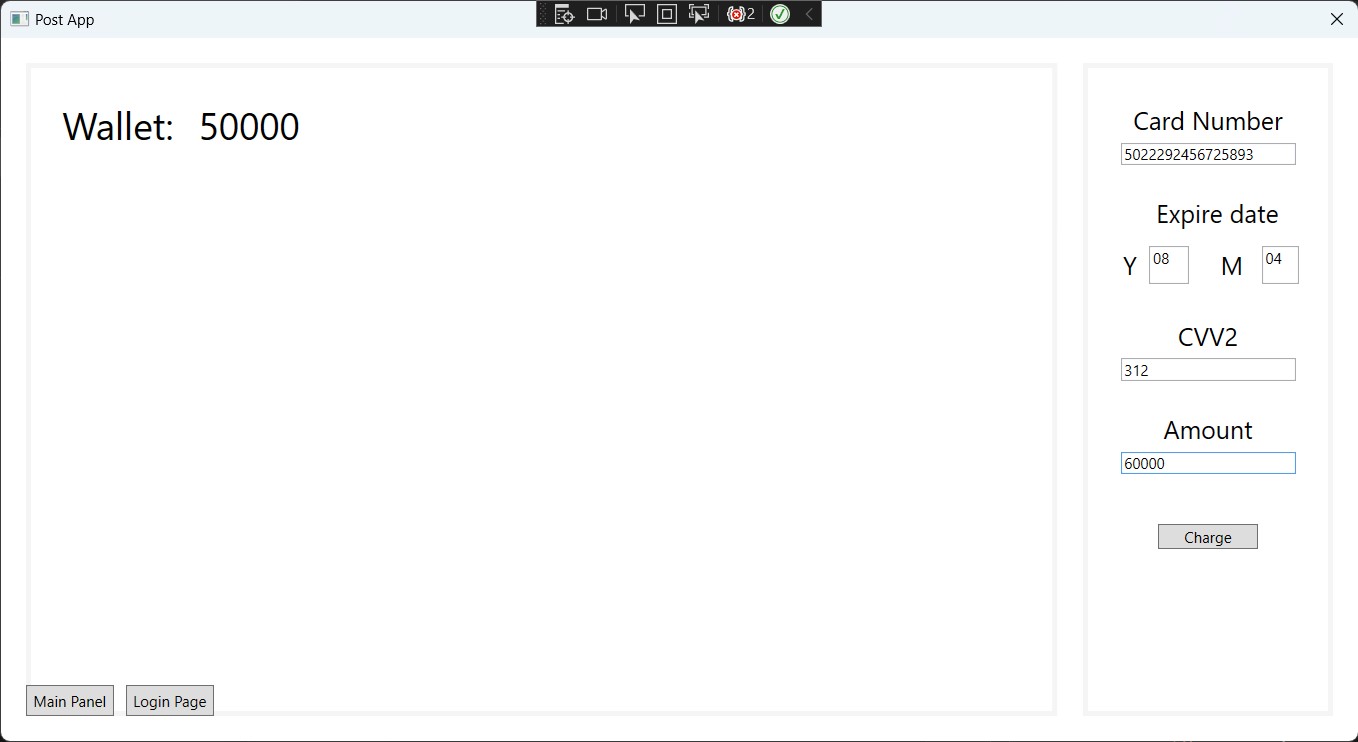 Post App
2
Wallet: 50000
Card Number
5022292456725893
Expire date
Y 08 M 04
CVV2
312
Amount
60000
Charge
Main Panel Login Page